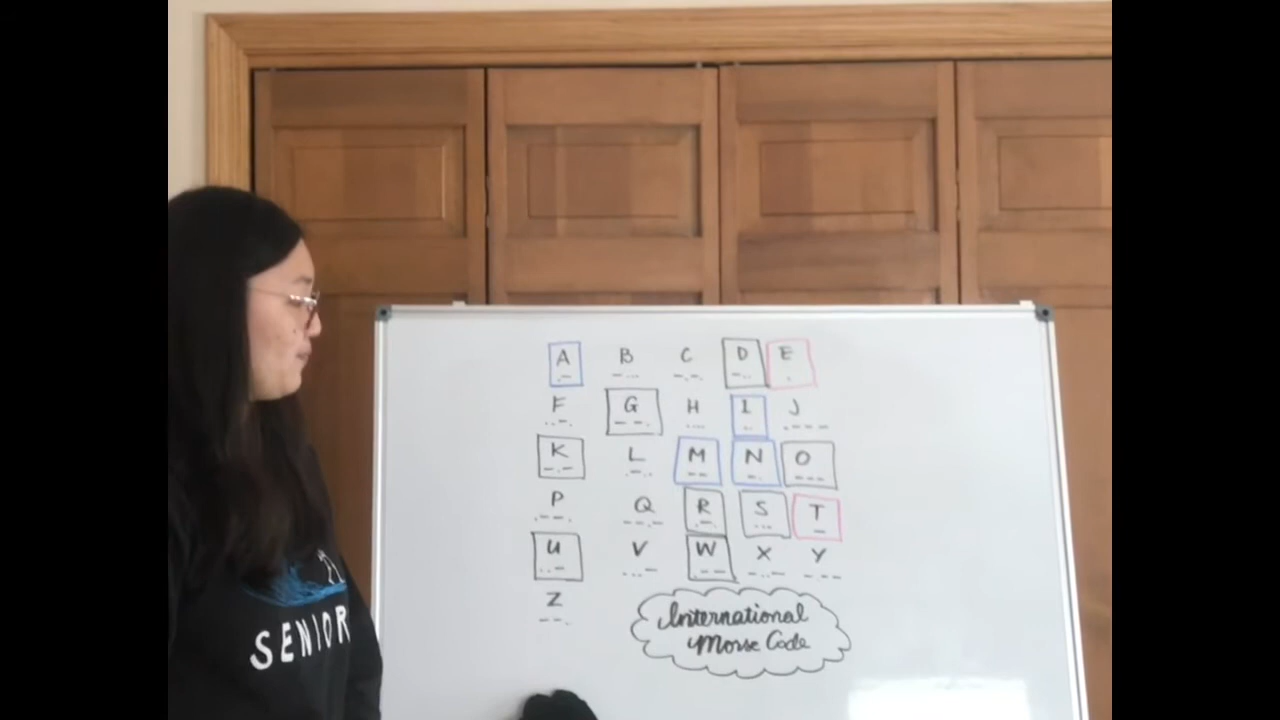 A B C D E
.- -... -.-. -.. .
F G H I J
..-. --. .... .. .---
K L M N O
-.- .-.. -- -. ---
P Q R S T
.--. --.- .-. ... -
U V W X Y
..- ...- .-- -..- ---
Z
--.
International
Morse Code
SENIOR